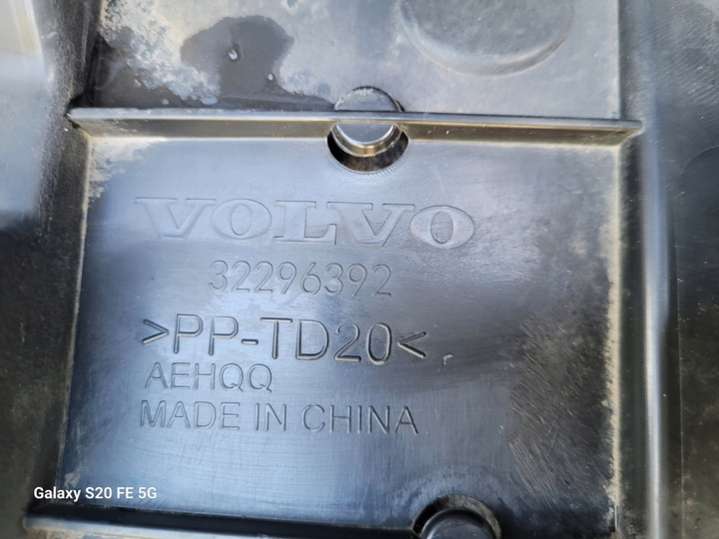 VOLVO
32296392
>PP-TD20<
AEHQQ
MADE IN CHINA
Galaxy S20 FE 5G